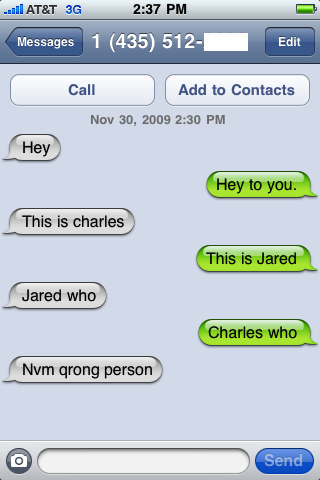 AT&T 3G 2:37 PM
Messages 1 (435) 512- Edit
Call Add to Contacts
Nov 30, 2009 2:30 PM
Hey
Hey to you.
This is charles
This is Jared
Jared who
Charles who
Nvm qrong person
Send